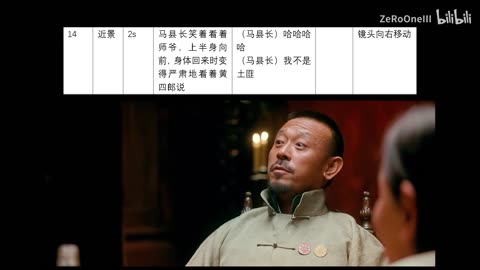 ZeRoOneIII bilibili
14
近景
2s
马县长笑着看着
师爷，上半身向
前，身体回来时变
得严肃地看着黄
四郎说
（马县长）哈哈哈
哈
（马县长）我不是
土匪
镜头向右移动